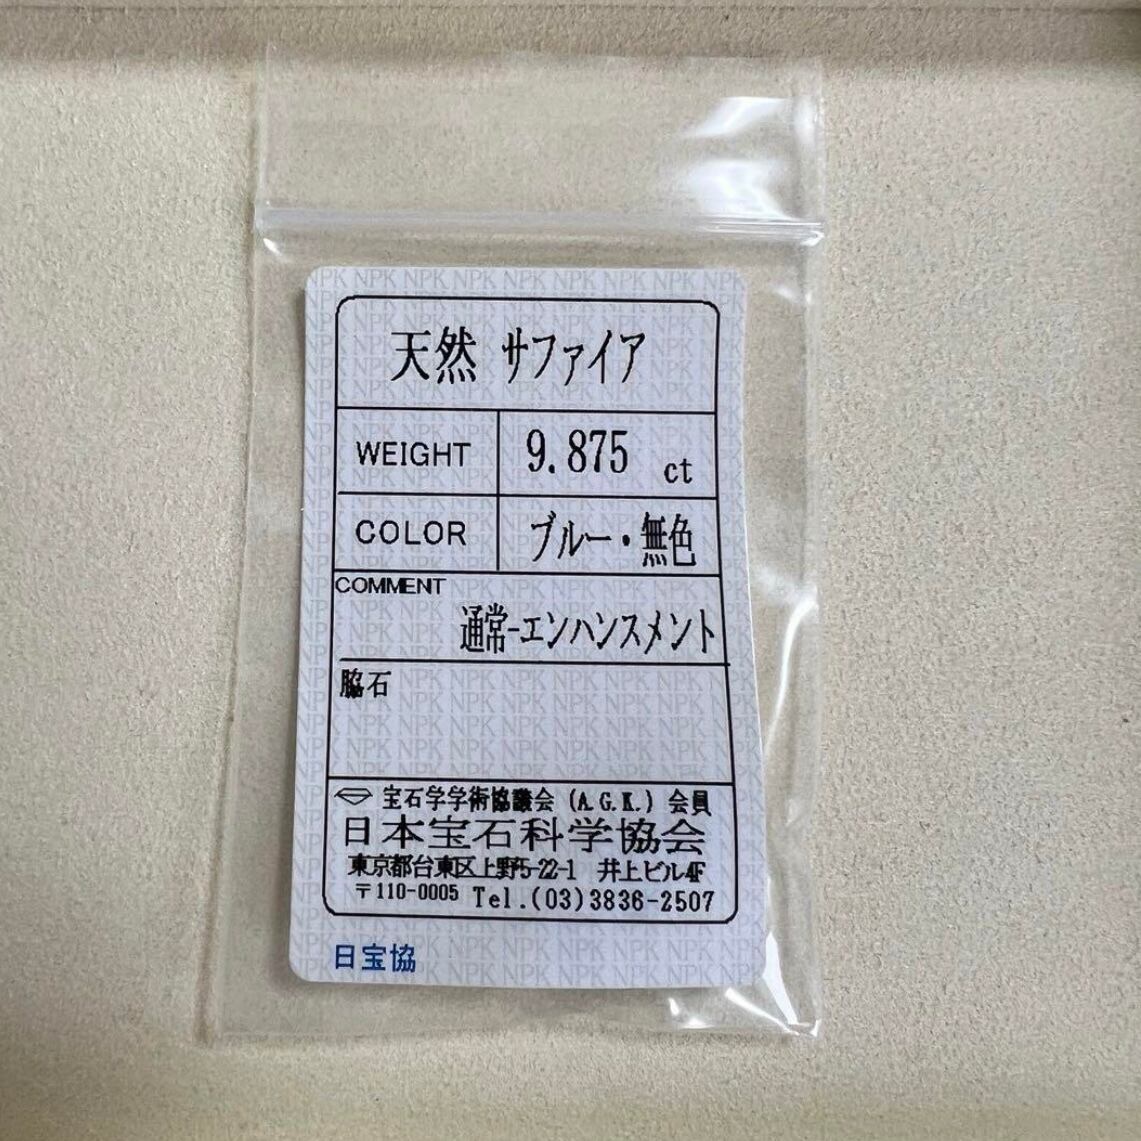 天然 サファイア
WEIGHT 9.875 ct
COLOR ブルー・無色
COMMENT
通常-エンハンスメント
脇石
宝石学学術協議会 (A.G.K.) 会員
日本宝石科学協会
東京都台東区上野5-22-1 井上ビル4F
〒110-0005 Tel.(03)3836-2507
日宝協